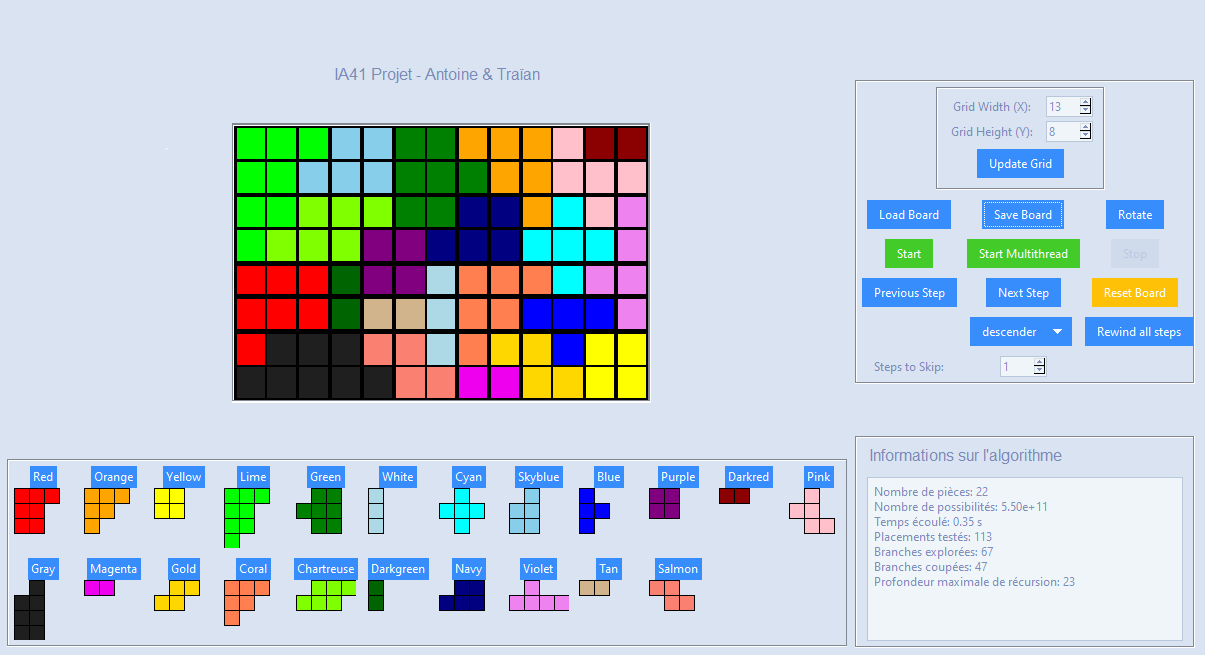 IA41 Projet - Antoine & Traïan
Grid Width (X): 13
Grid Height (Y): 8
Update Grid
Load Board Save Board Rotate
Start Start Multithread Stop
Previous Step Next Step Reset Board
descender Rewind all steps
Steps to Skip: 1
Red Orange Yellow Lime Green White Cyan Skyblue Blue Purple Darkred Pink
Gray Magenta Gold Coral Chartreuse Darkgreen Navy Violet Tan Salmon
Informations sur l'algorithme
Nombre de pièces: 22
Nombre de possibilités: 5.50e+11
Temps écoulé: 0.35 s
Placements testés: 113
Branches explorées: 67
Branches coupées: 47
Profondeur maximale de récursion: 23